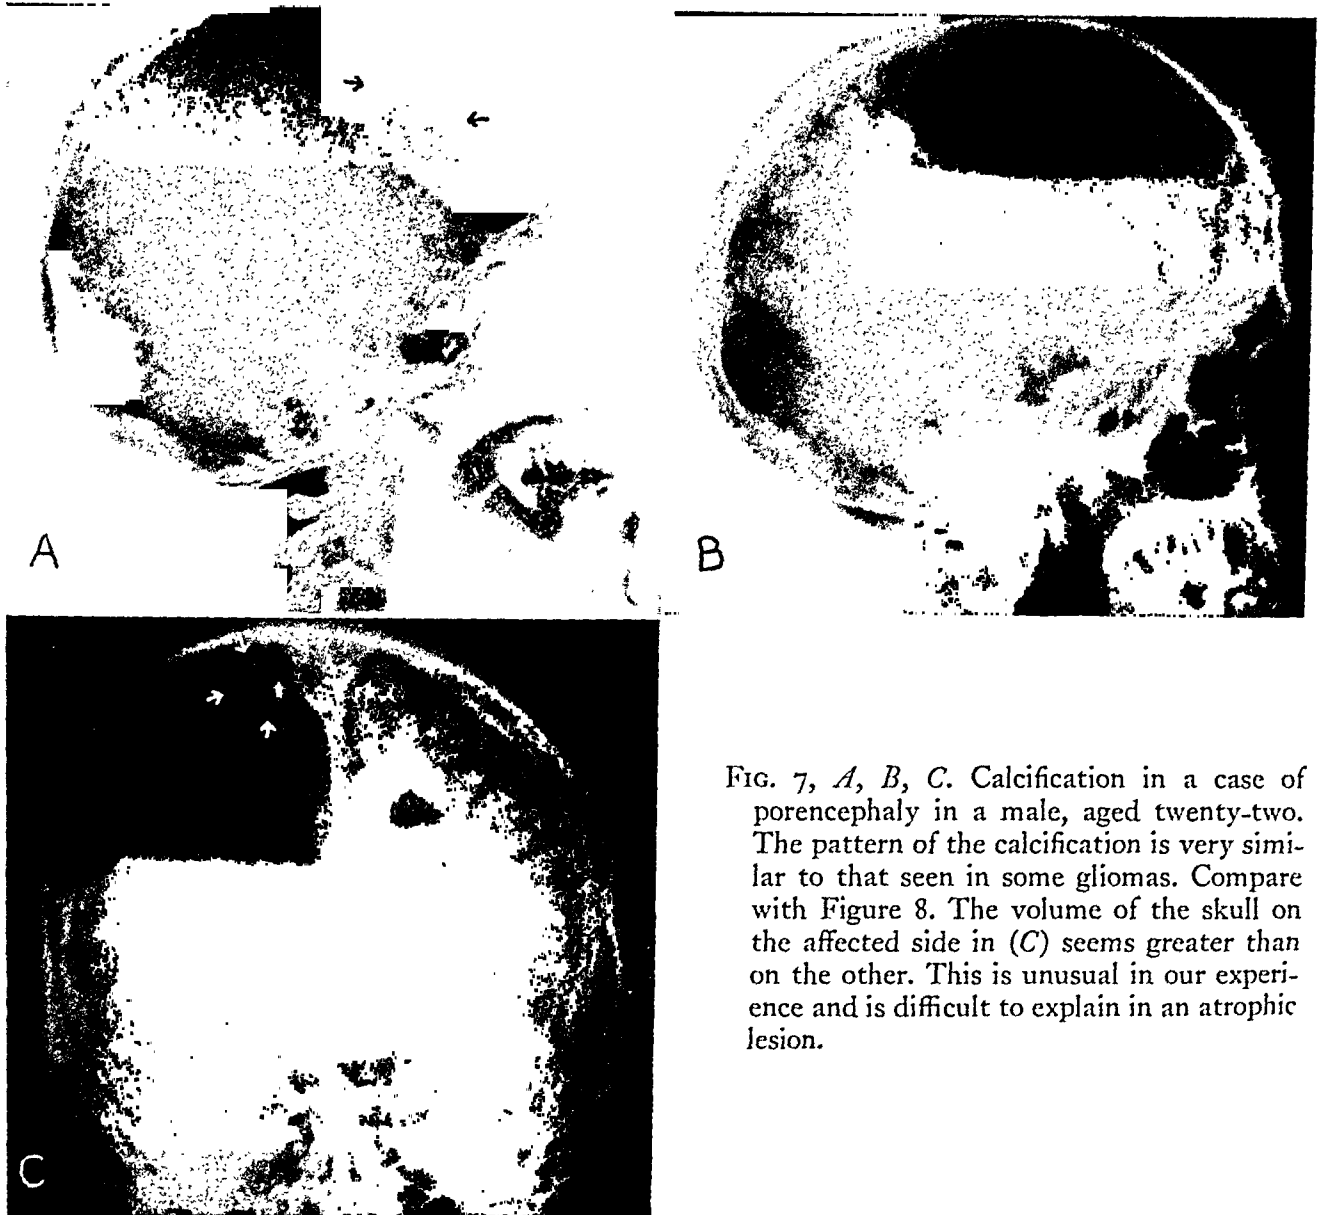 A
B
C
FIG. 7, A, B, C. Calcification in a case of
porencephaly in a male, aged twenty-two.
The pattern of the calcification is very simi-
lar to that seen in some gliomas. Compare
with Figure 8. The volume of the skull on
the affected side in (C) seems greater than
on the other. This is unusual in our experi-
ence and is difficult to explain in an atrophic
lesion.